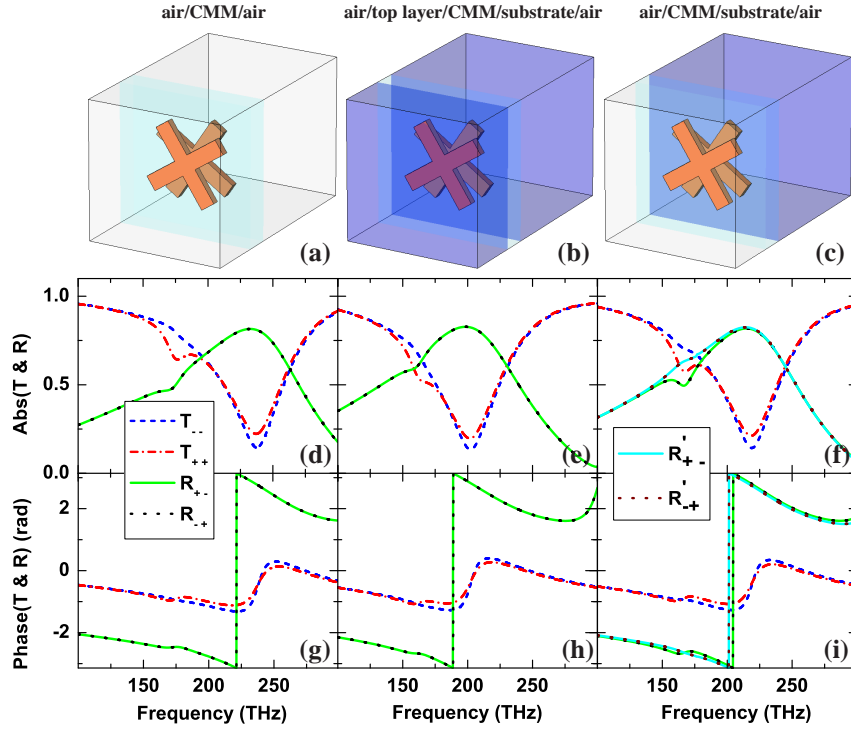 air/CMM/air
air/top layer/CMM/substrate/air
air/CMM/substrate/air
(a)
(b)
(c)
Abs(T & R)
1.0
0.5
0.0
T--
T++
R+-
R-+
R'+-
R'-+
(d)
(e)
(f)
Phase(T & R) (rad)
2
0
-2
(g)
(h)
(i)
150 200 250
150 200 250
150 200 250
Frequency (THz)
Frequency (THz)
Frequency (THz)